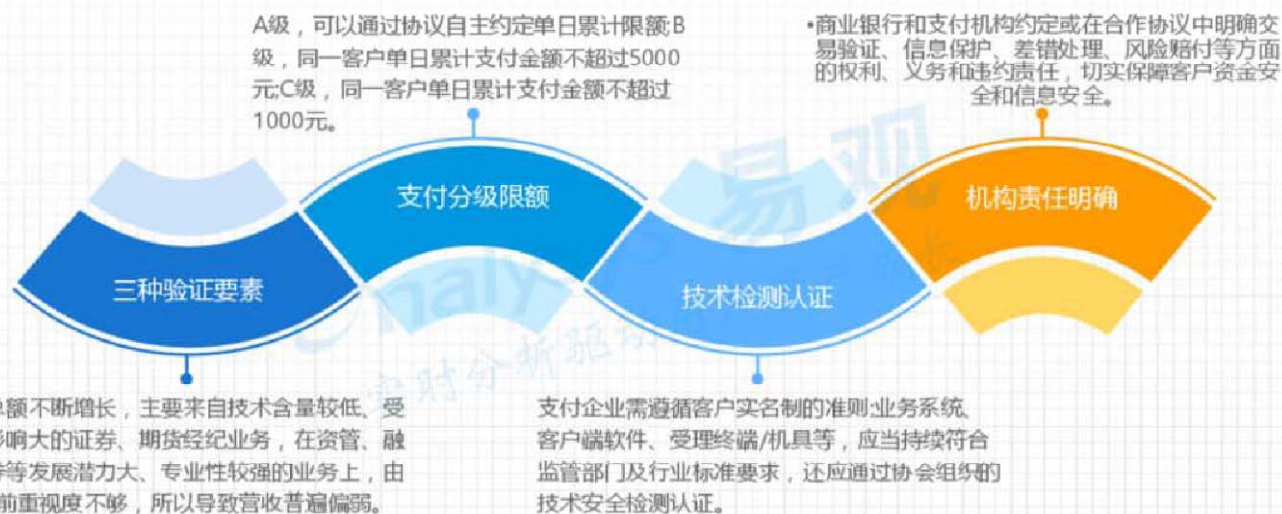 A级，可以通过协议自主约定单日累计限额;B
级，同一客户单日累计支付金额不超过5000
元;C级，同一客户单日累计支付金额不超过
1000元。
•商业银行和支付机构约定或在合作协议中明确交
易验证、信息保护、差错处理、风险赔付等方面
的权利、义务和违约责任，切实保障客户资金安
全和信息安全。
支付分级限额
机构责任明确
三种验证要素
技术检测认证
易观
nalys
实时分析驱动
额不断增长，主要来自技术含量较低、受
响大的证券、期货经纪业务，在资管、融
等发展潜力大、专业性较强的业务上，由
前重视度不够，所以导致营收普遍偏弱。
支付企业需遵循客户实名制的准则:业务系统、
客户端软件、受理终端/机具等，应当持续符合
监管部门及行业标准要求，还应通过协会组织的
技术安全检测认证。